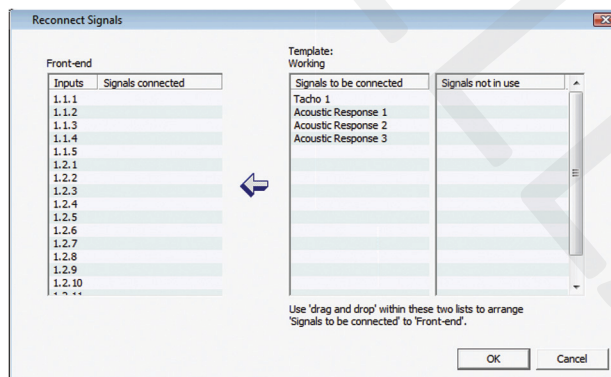 Reconnect Signals
Front-end
Inputs Signals connected
1.1.1
1.1.2
1.1.3
1.1.4
1.1.5
1.2.1
1.2.2
1.2.3
1.2.4
1.2.5
1.2.6
1.2.7
1.2.8
1.2.9
1.2.10
Template:
Working
Signals to be connected Signals not in use
Tacho 1
Acoustic Response 1
Acoustic Response 2
Acoustic Response 3
Use 'drag and drop' within these two lists to arrange
'Signals to be connected' to 'Front-end'.
OK Cancel